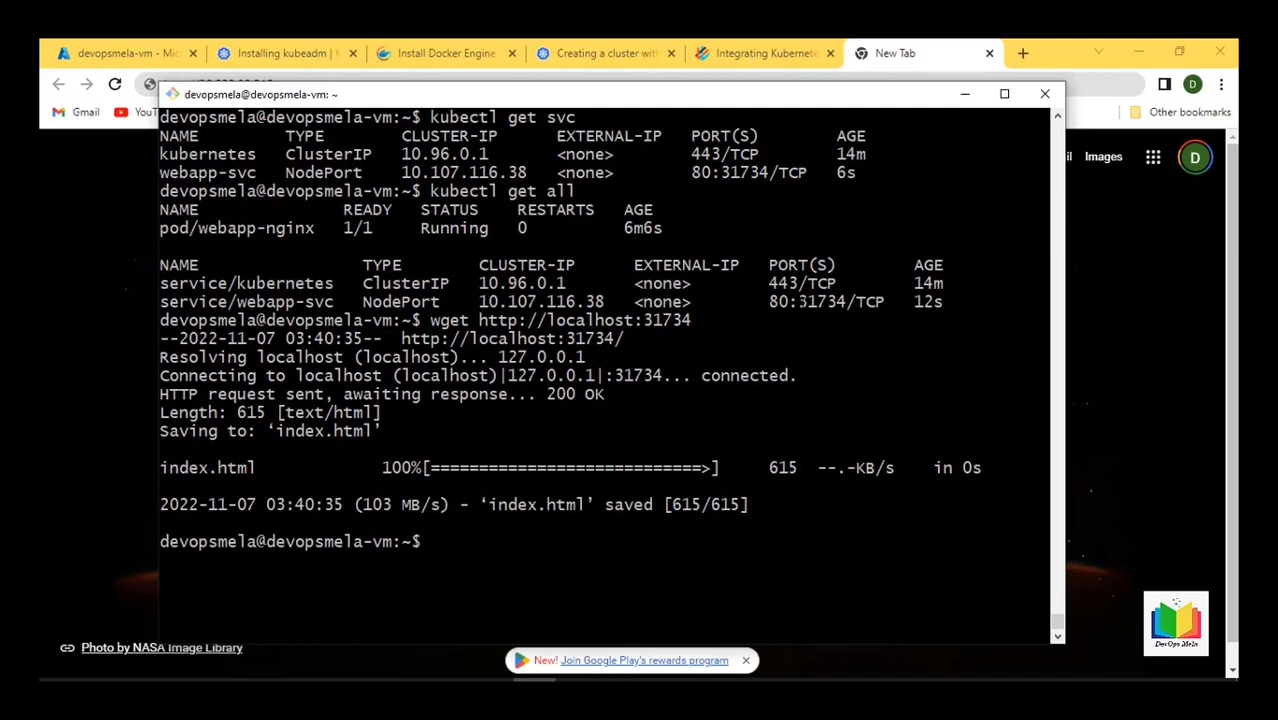 devopsmela-vm - Mic
Installing kubeadm | K
Install Docker Engine
Creating a cluster with
Integrating Kubernete
New Tab
devopsmela@devopsmela-vm: ~
D
Gmail
YouT
Other bookmarks
Images
D
devopsmela@devopsmela-vm:~$ kubectl get svc
NAME TYPE CLUSTER-IP EXTERNAL-IP PORT(S) AGE
kubernetes ClusterIP 10.96.0.1 <none> 443/TCP 14m
webapp-svc NodePort 10.107.116.38 <none> 80:31734/TCP 6s
devopsmela@devopsmela-vm:~$ kubectl get all
NAME READY STATUS RESTARTS AGE
pod/webapp-nginx 1/1 Running 0 6m6s
NAME TYPE CLUSTER-IP EXTERNAL-IP PORT(S) AGE
service/kubernetes ClusterIP 10.96.0.1 <none> 443/TCP 14m
service/webapp-svc NodePort 10.107.116.38 <none> 80:31734/TCP 12s
devopsmela@devopsmela-vm:~$ wget http://localhost:31734
--2022-11-07 03:40:35-- http://localhost:31734/
Resolving localhost (localhost)... 127.0.0.1
Connecting to localhost (localhost)|127.0.0.1|:31734... connected.
HTTP request sent, awaiting response... 200 OK
Length: 615 [text/html]
Saving to: ‘index.html’
index.html 100%[============================>] 615 --.-KB/s in 0s
2022-11-07 03:40:35 (103 MB/s) - ‘index.html’ saved [615/615]
devopsmela@devopsmela-vm:~$
DevOps Mela
Photo by NASA Image Library
New! Join Google Play's rewards program